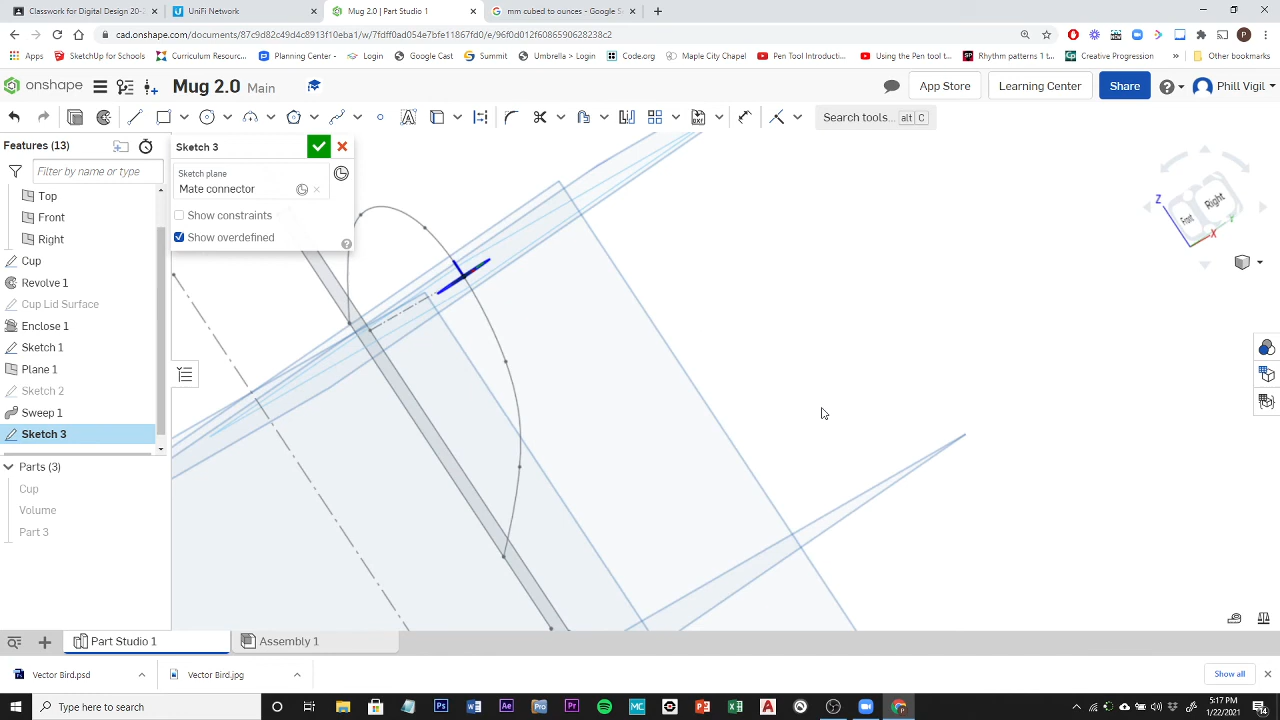 Classwork for Digital Design 20-
UniFi Network
Mug 2.0 | Part Studio 1
mm cubed to ounces - Google S
cad.onshape.com/documents/87c9d82c49d4c8913f10eba1/w/7fdff0ad054e7bfe11867fd0/e/96f0d012f6086590628238c2
Apps
SketchUp for Schools
Curriculum Resourc...
Planning Center
Google Cast
Summit
Umbrella > Login
Code.org
Maple City Chapel
Pen Tool Introductio...
Using the Pen tool t...
Rhythm patterns 1 t...
Creative Progression
Other bookmarks
onshape
Mug 2.0 Main
App Store
Learning Center
Share
Phill Vigil
Search tools... alt C
Features (13)
Filter by name or type
Top
Front
Right
Cup
Revolve 1
Cup Lid Surface
Enclose 1
Sketch 1
Plane 1
Sketch 2
Sweep 1
Sketch 3
Parts (3)
Cup
Volume
Part 3
Sketch 3
Sketch plane
Mate connector
Show constraints
Show overdefined
Z
Front
Right
Y
X
Part Studio 1
Assembly 1
Vector Bird.psd
Vector Bird.jpg
Show all
Type here to search
5:17 PM
1/22/2021